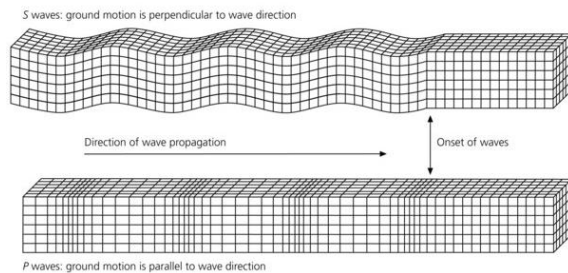 S waves: ground motion is perpendicular to wave direction
Direction of wave propagation
Onset of waves
P waves: ground motion is parallel to wave direction